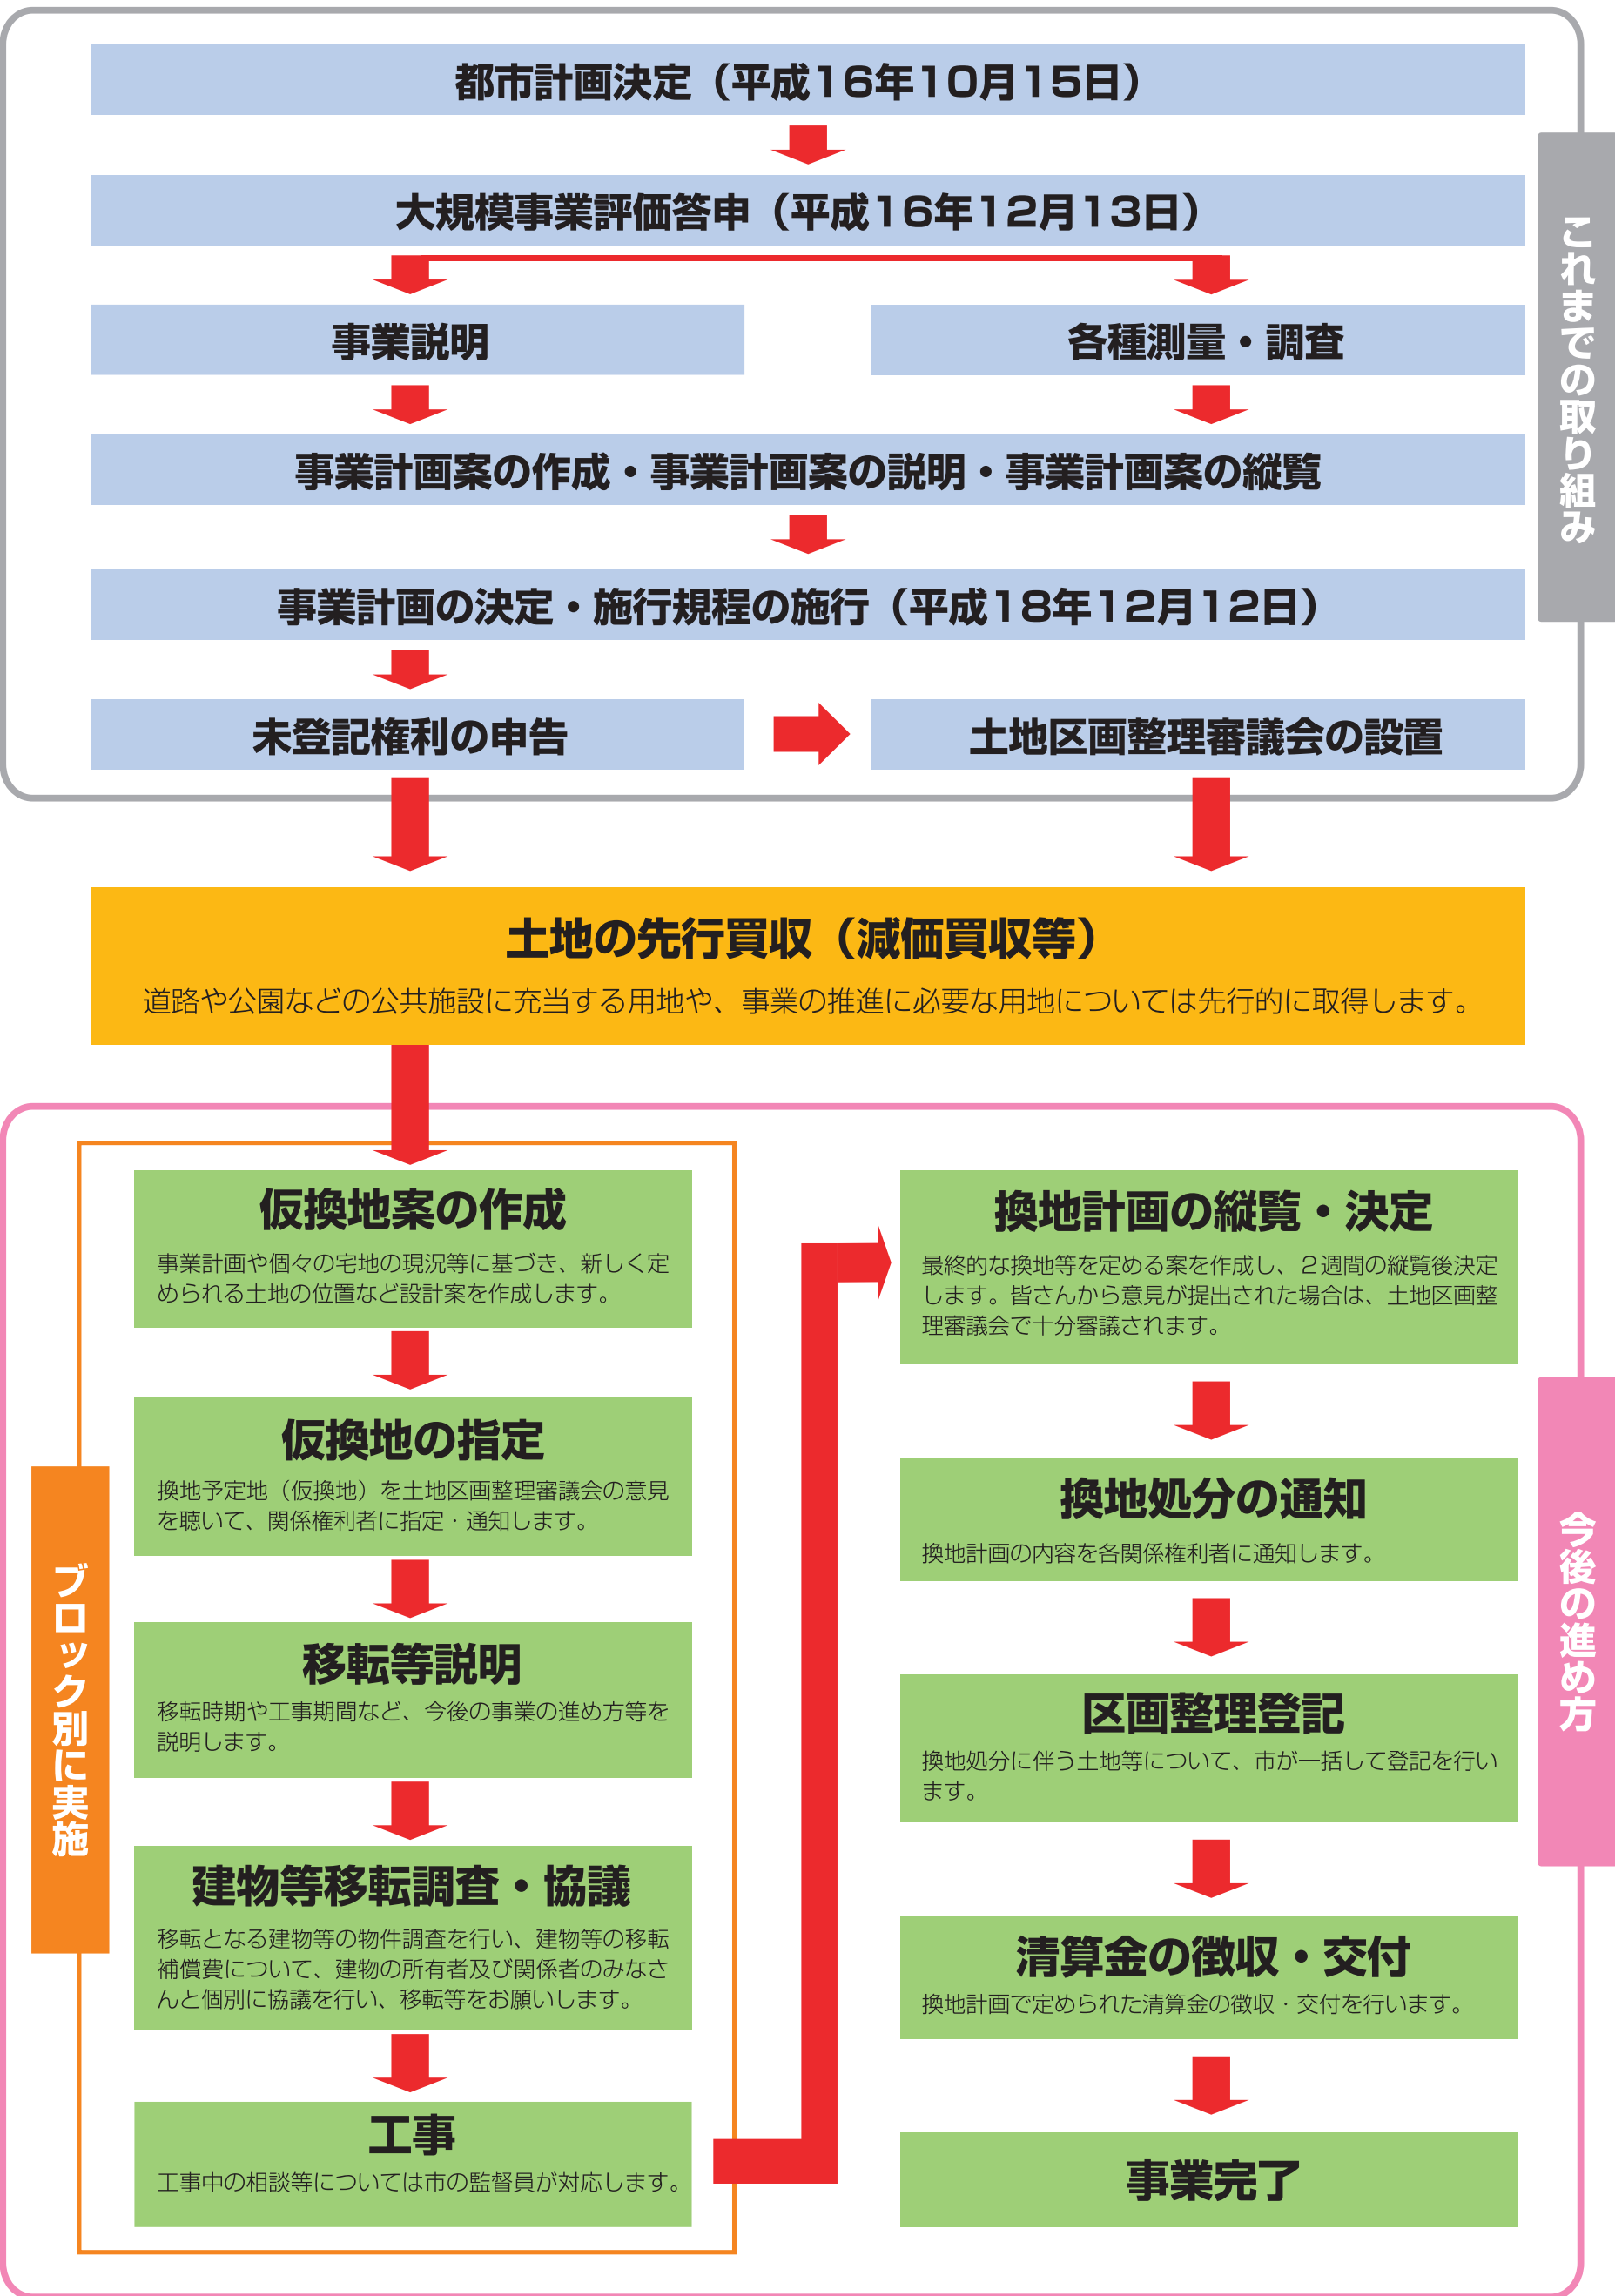 都市計画決定（平成16年10月15日）
大規模事業評価答申（平成16年12月13日）
事業説明
各種測量・調査
事業計画案の作成・事業計画案の説明・事業計画案の縦覧
事業計画の決定・施行規程の施行（平成18年12月12日）
未登記権利の申告
土地区画整理審議会の設置
これまでの取り組み
土地の先行買収（減価買収等）
道路や公園などの公共施設に充当する用地や、事業の推進に必要な用地については先行的に取得します。
ブロック別に実施
仮換地案の作成
事業計画や個々の宅地の現況等に基づき、新しく定
められる土地の位置など設計案を作成します。
仮換地の指定
換地予定地（仮換地）を土地区画整理審議会の意見
を聴いて、関係権利者に指定・通知します。
移転等説明
移転時期や工事期間など、今後の事業の進め方等を
説明します。
建物等移転調査・協議
移転となる建物等の物件調査を行い、建物等の移転
補償費について、建物の所有者及び関係者のみなさ
んと個別に協議を行い、移転等をお願いします。
工事
工事中の相談等については市の監督員が対応します。
換地計画の縦覧・決定
最終的な換地等を定める案を作成し、２週間の縦覧後決定
します。皆さんから意見が提出された場合は、土地区画整
理審議会で十分審議されます。
換地処分の通知
換地計画の内容を各関係権利者に通知します。
区画整理登記
換地処分に伴う土地等について、市が一括して登記を行い
ます。
清算金の徴収・交付
換地計画で定められた清算金の徴収・交付を行います。
事業完了
今後の進め方